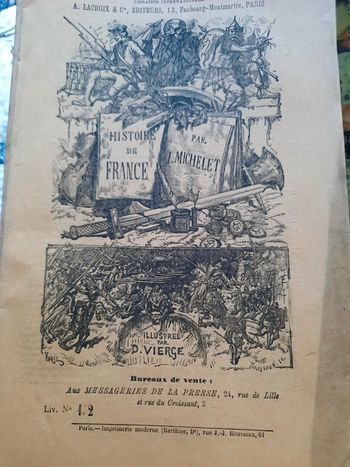 LIBRAIRIE INTERNATIONALE
A. LACROIX & Cie, ÉDITEURS, 13, Faubourg-Montmartre, PARIS
HISTOIRE
DE
FRANCE
PAR
J. MICHELET
ILLUSTRÉE
PAR
D. VIERGE
Bureaux de vente :
Aux MESSAGERIES DE LA PRESSE, 24, rue de Lille
et rue du Croissant, 5
Liv. No 1.2
Paris. — Imprimerie moderne (Barthier, Dr), rue J.-J. Rousseau, 61